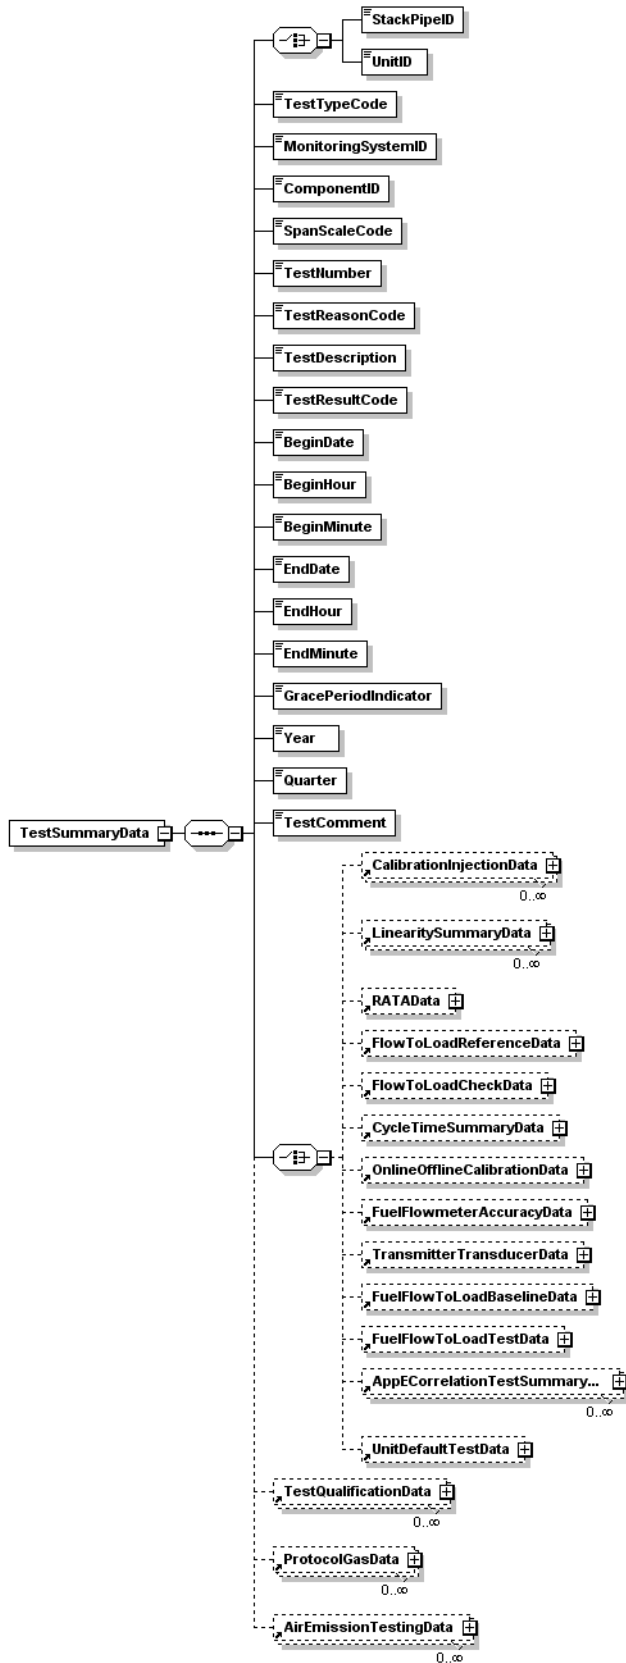 StackPipeID
UnitID
TestTypeCode
MonitoringSystemID
ComponentID
SpanScaleCode
TestNumber
TestReasonCode
TestDescription
TestResultCode
BeginDate
BeginHour
BeginMinute
EndDate
EndHour
EndMinute
GracePeriodIndicator
Year
Quarter
TestComment
TestSummaryData
CalibrationInjectionData
0..∞
LinearitySummaryData
0..∞
RATAData
FlowToLoadReferenceData
FlowToLoadCheckData
CycleTimeSummaryData
OnlineOfflineCalibrationData
FuelFlowmeterAccuracyData
TransmitterTransducerData
FuelFlowToLoadBaselineData
FuelFlowToLoadTestData
AppECorrelationTestSummary...
0..∞
UnitDefaultTestData
TestQualificationData
0..∞
ProtocolGasData
0..∞
AirEmissionTestingData
0..∞